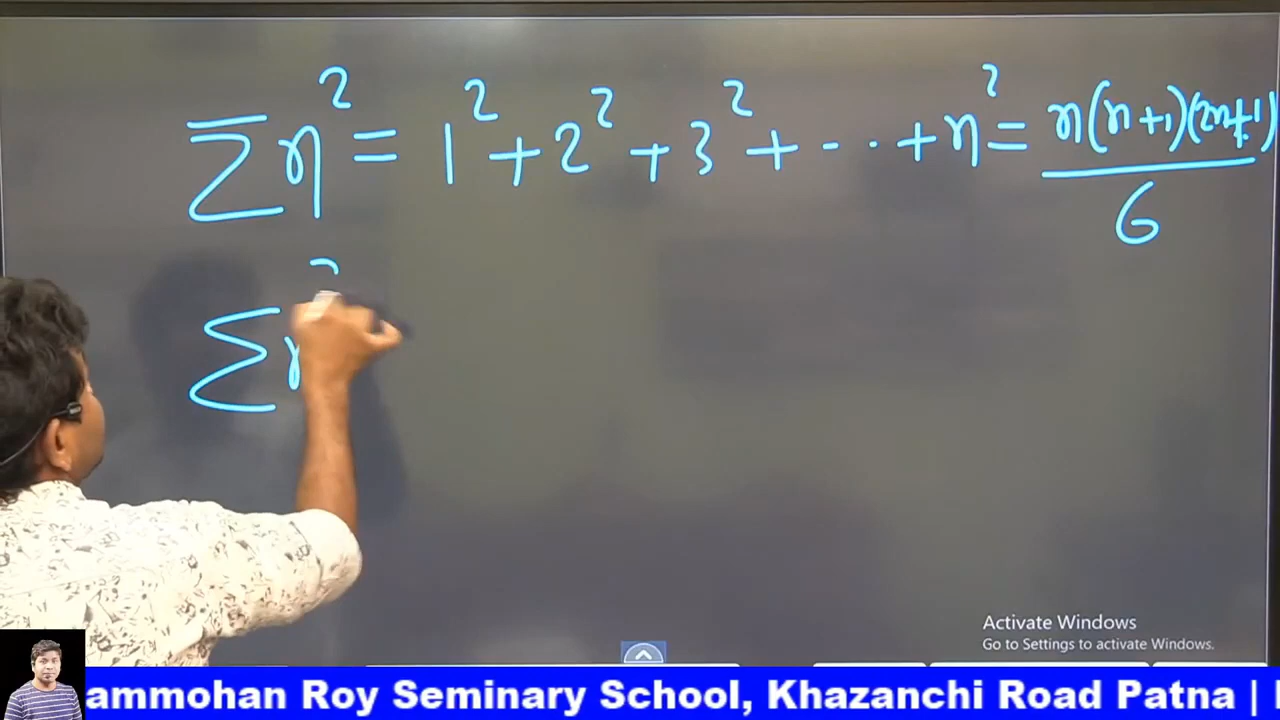 Σn² = 1² + 2² + 3² + - · · + n² = n(n+1)(2n+1)/6
Σn
Activate Windows
Go to Settings to activate Windows.
ammohan Roy Seminary School, Khazanchi Road Patna |